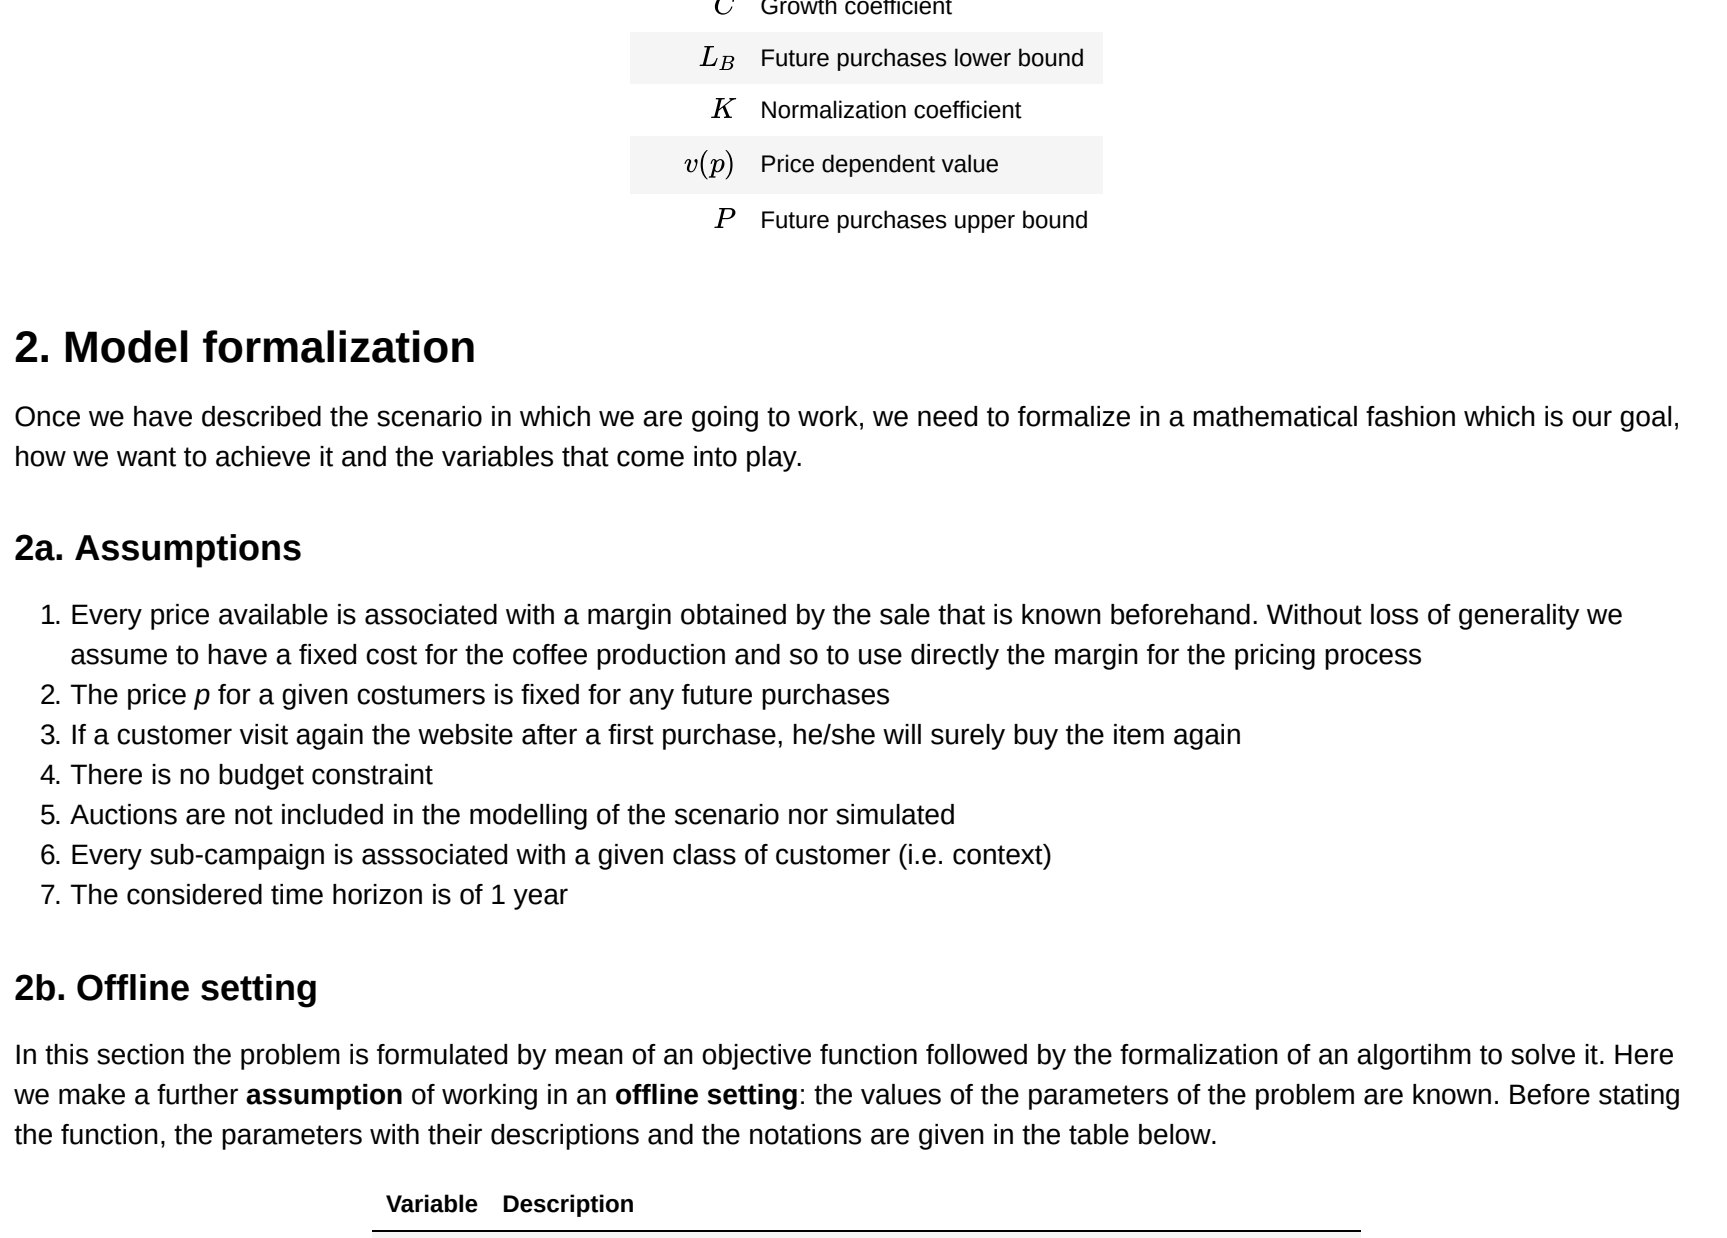 C Growth coefficient
L_B Future purchases lower bound
K Normalization coefficient
v(p) Price dependent value
P Future purchases upper bound
2. Model formalization
Once we have described the scenario in which we are going to work, we need to formalize in a mathematical fashion which is our goal,
how we want to achieve it and the variables that come into play.
2a. Assumptions
1. Every price available is associated with a margin obtained by the sale that is known beforehand. Without loss of generality we
assume to have a fixed cost for the coffee production and so to use directly the margin for the pricing process
2. The price p for a given costumers is fixed for any future purchases
3. If a customer visit again the website after a first purchase, he/she will surely buy the item again
4. There is no budget constraint
5. Auctions are not included in the modelling of the scenario nor simulated
6. Every sub-campaign is asssociated with a given class of customer (i.e. context)
7. The considered time horizon is of 1 year
2b. Offline setting
In this section the problem is formulated by mean of an objective function followed by the formalization of an algortihm to solve it. Here
we make a further assumption of working in an offline setting: the values of the parameters of the problem are known. Before stating
the function, the parameters with their descriptions and the notations are given in the table below.
Variable Description